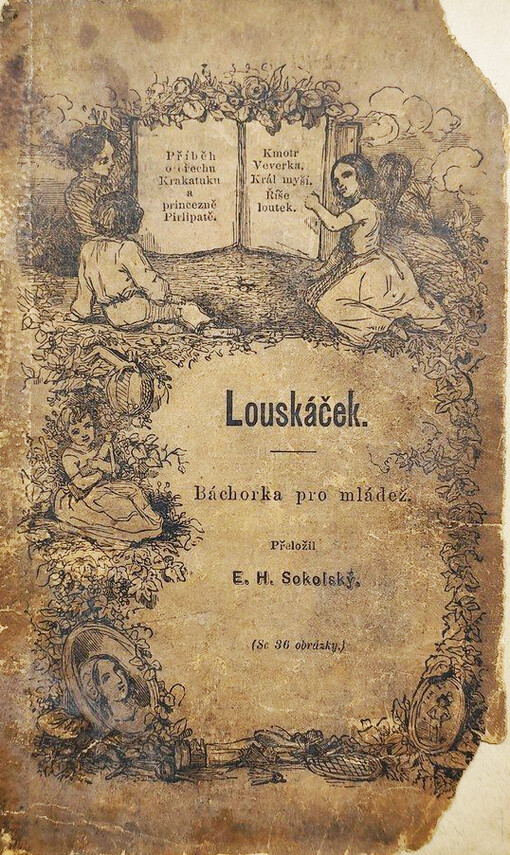 Příběh
o ořechu
Krakatuku
a
princezně
Pirlipatě.
Kmotr
Veverka.
Král myší.
Říše
loutek.
Louskáček.
Báchorka pro mládež.
Přeložil
E. H. Sokolský.
(Se 36 obrázky.)